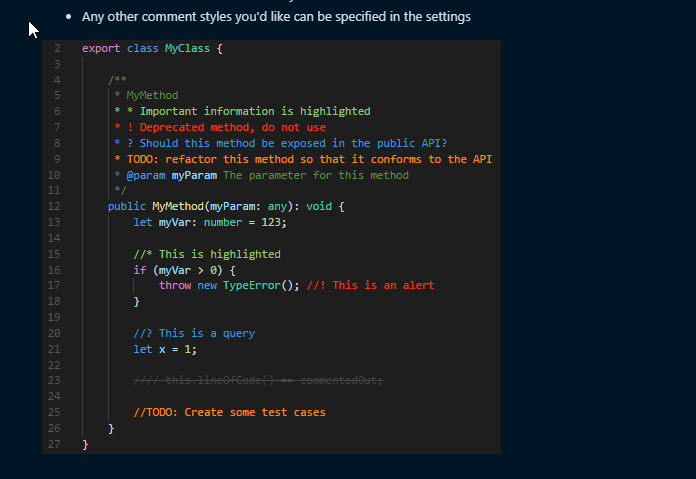 Any other comment styles you'd like can be specified in the settings
2 export class MyClass {
3
4 /**
5 * MyMethod
6 * * Important information is highlighted
7 * ! Deprecated method, do not use
8 * ? Should this method be exposed in the public API?
9 * TODO: refactor this method so that it conforms to the API
10 * @param myParam The parameter for this method
11 */
12 public MyMethod(myParam: any): void {
13 let myVar: number = 123;
14
15 //* This is highlighted
16 if (myVar > 0) {
17 throw new TypeError(); //! This is an alert
18 }
19
20 //? This is a query
21 let x = 1;
22
23 //// this.lineOfCode() == commentedOut;
24
25 //TODO: Create some test cases
26 }
27 }